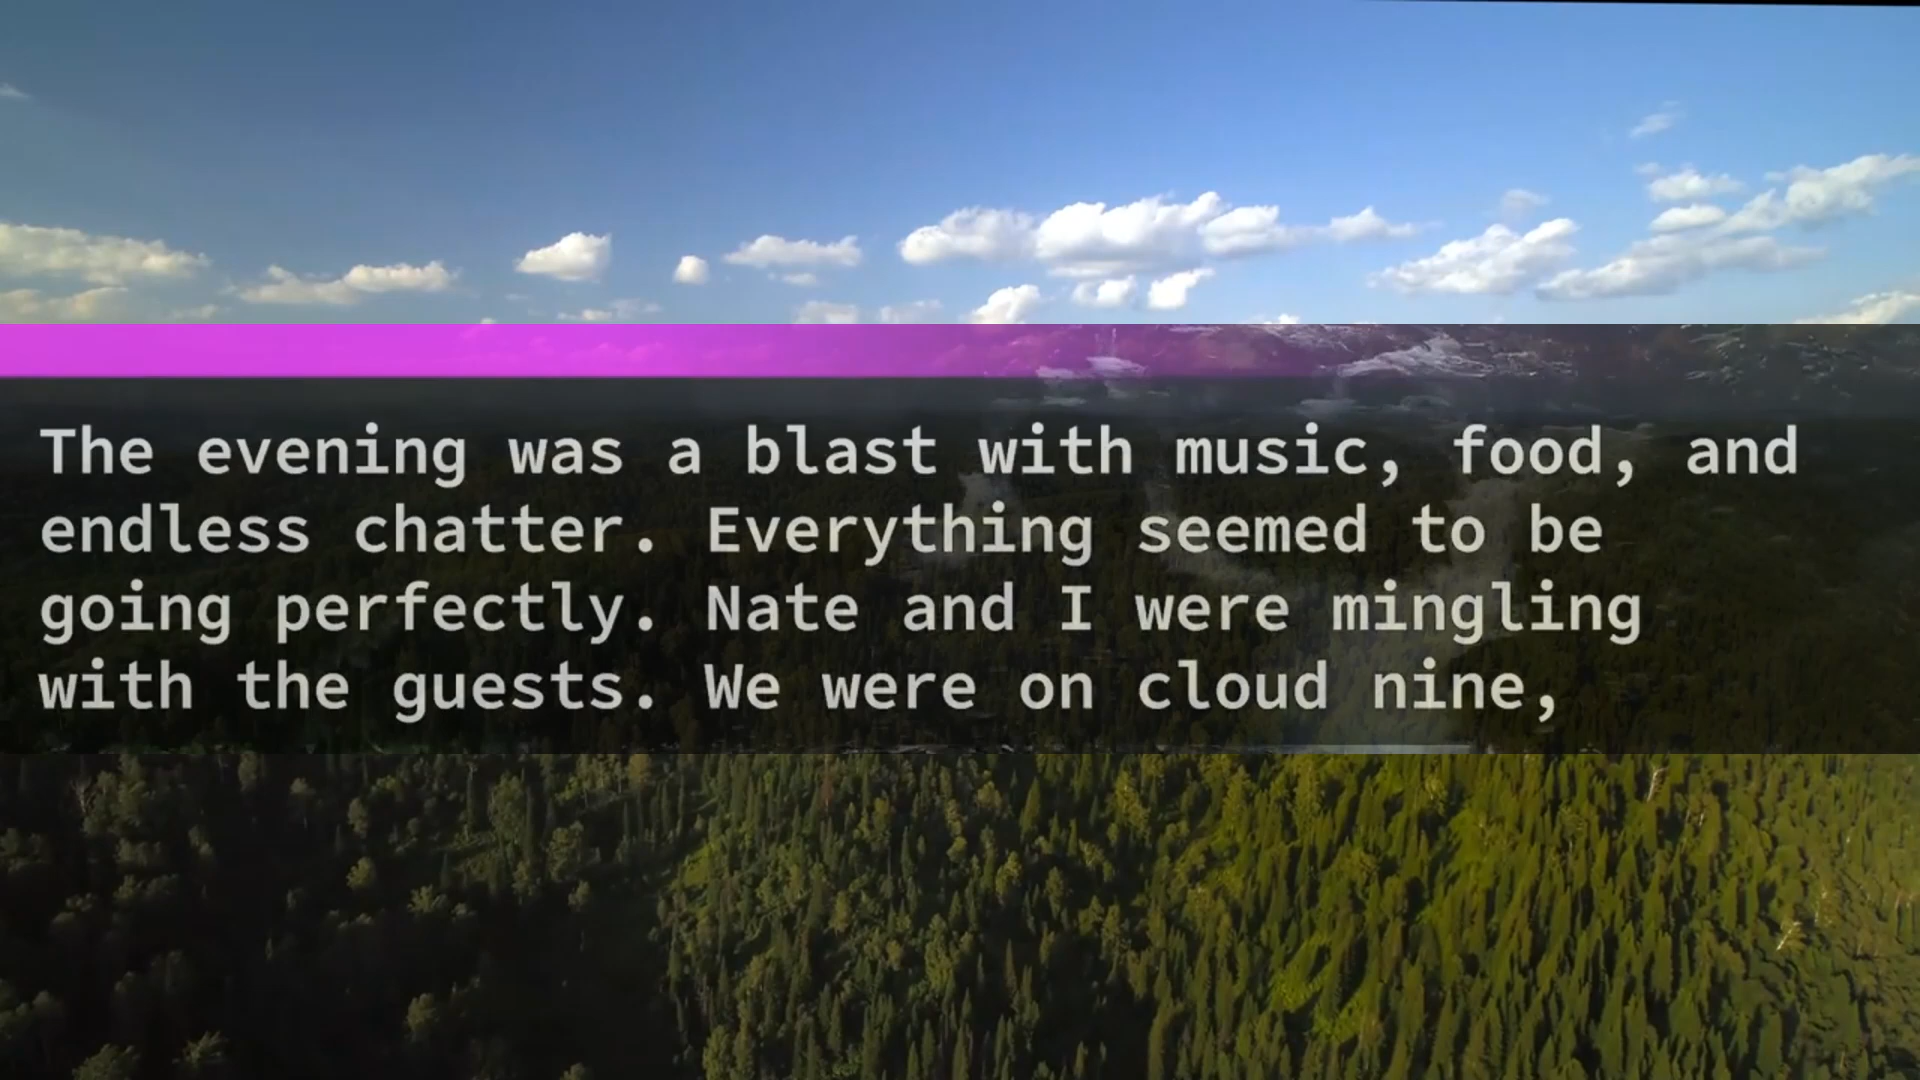 The evening was a blast with music, food, and
endless chatter. Everything seemed to be
going perfectly. Nate and I were mingling
with the guests. We were on cloud nine,